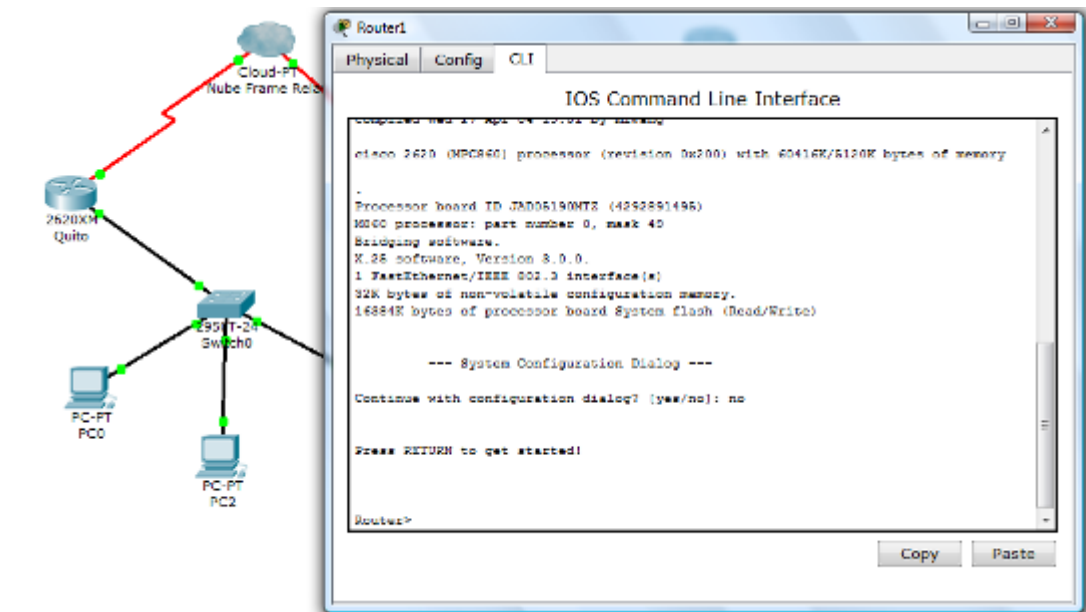 Cloud-PT
Nube Frame Rela
2620XM
Quito
2950T-24
Switch0
PC-PT
PC0
PC-PT
PC2
Router1
Physical
Config
CLI
IOS Command Line Interface
cisco 2620 (MPC860) processor (revision 0x200) with 60416K/5120K bytes of memory
.
Processor board ID JAD05190MTZ (4292891495)
M860 processor: part number 0, mask 49
Bridging software.
X.25 software, Version 3.0.0.
1 FastEthernet/IEEE 802.3 interface(s)
32K bytes of non-volatile configuration memory.
16384K bytes of processor board System flash (Read/Write)
--- System Configuration Dialog ---
Continue with configuration dialog? [yes/no]: no
Press RETURN to get started!
Router>
Copy
Paste